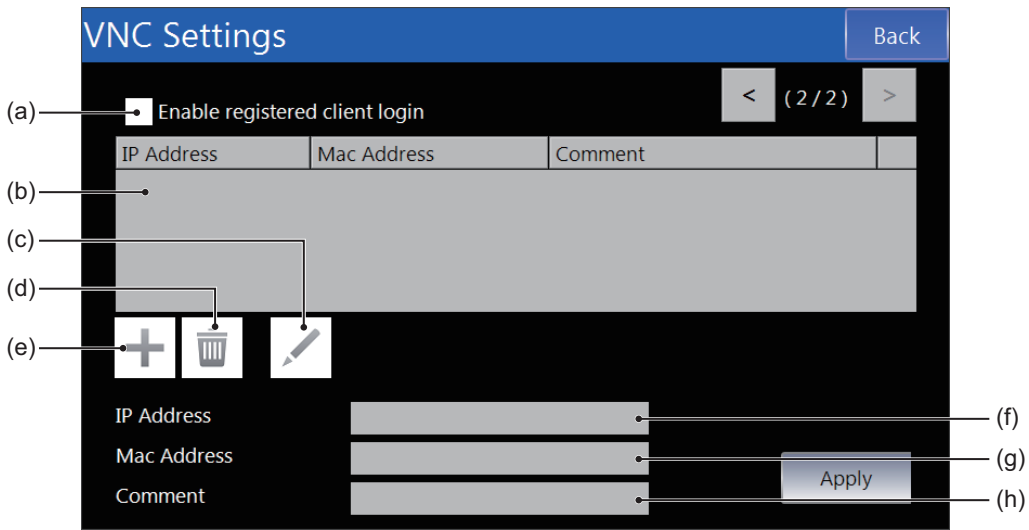 VNC Settings Back
(a) Enable registered client login < (2/2) >
IP Address Mac Address Comment
(b)
(c)
(d)
(e)
IP Address (f)
Mac Address (g)
Apply
Comment (h)